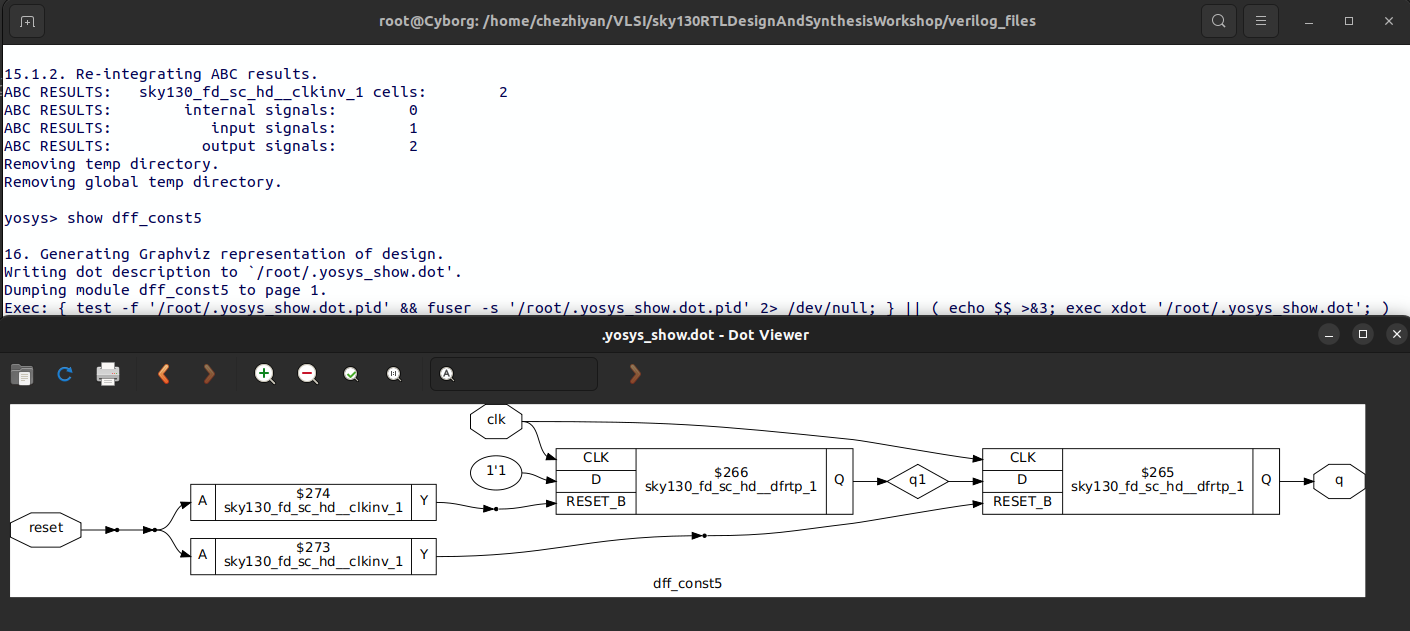 root@Cyborg: /home/chezhiyan/VLSI/sky130RTLDesignAndSynthesisWorkshop/verilog_files
15.1.2. Re-integrating ABC results.
ABC RESULTS:   sky130_fd_sc_hd__clkinv_1 cells:        2
ABC RESULTS:        internal signals:        0
ABC RESULTS:           input signals:        1
ABC RESULTS:          output signals:        2
Removing temp directory.
Removing global temp directory.
yosys> show dff_const5
16. Generating Graphviz representation of design.
Writing dot description to `/root/.yosys_show.dot'.
Dumping module dff_const5 to page 1.
Exec: { test -f '/root/.yosys_show.dot.pid' && fuser -s '/root/.yosys_show.dot.pid' 2> /dev/null; } || ( echo $$ >&3; exec xdot '/root/.yosys_show.dot'; )
.yosys_show.dot - Dot Viewer
clk
1'1
reset
A
$274
sky130_fd_sc_hd__clkinv_1
Y
A
$273
sky130_fd_sc_hd__clkinv_1
Y
CLK
D
RESET_B
$266
sky130_fd_sc_hd__dfrtp_1
Q
q1
CLK
D
RESET_B
$265
sky130_fd_sc_hd__dfrtp_1
Q
q
dff_const5